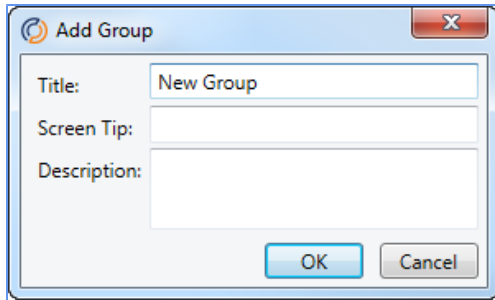 Add Group
Title: New Group
Screen Tip:
Description:
OK Cancel